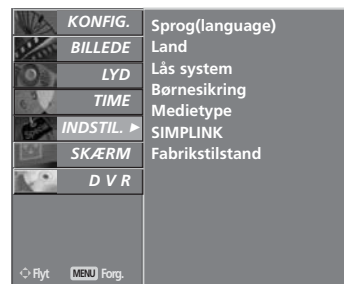 KONFIG.
BILLEDE
LYD
TIME
INDSTIL. ►
SKÆRM
D V R
Sprog(language)
Land
Lås system
Børnesikring
Medietype
SIMPLINK
Fabrikstilstand
Flyt MENU Forg.